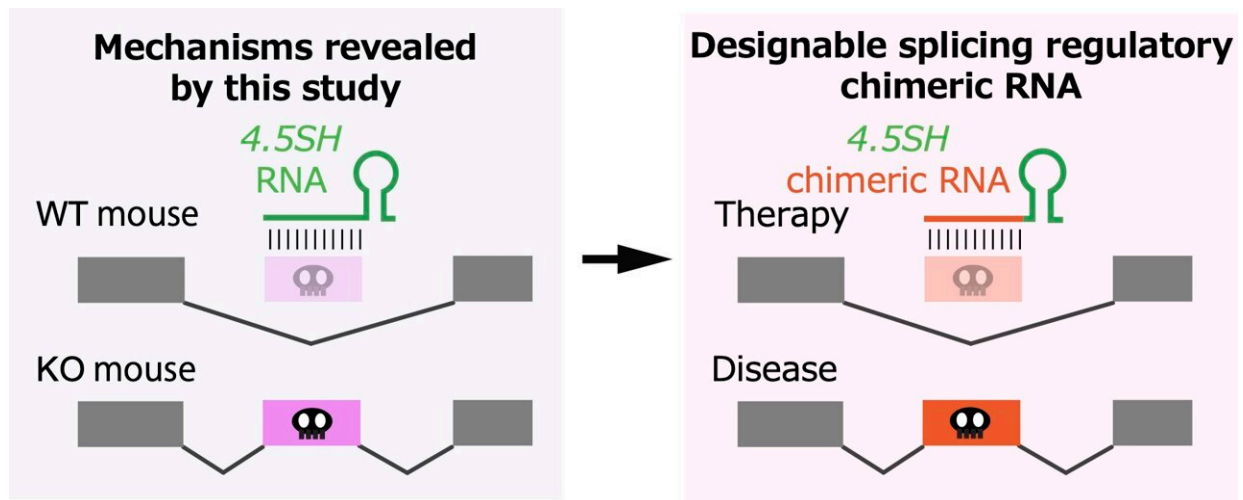 Mechanisms revealed
by this study
4.5SH
RNA
WT mouse
KO mouse
Designable splicing regulatory
chimeric RNA
4.5SH
chimeric RNA
Therapy
Disease